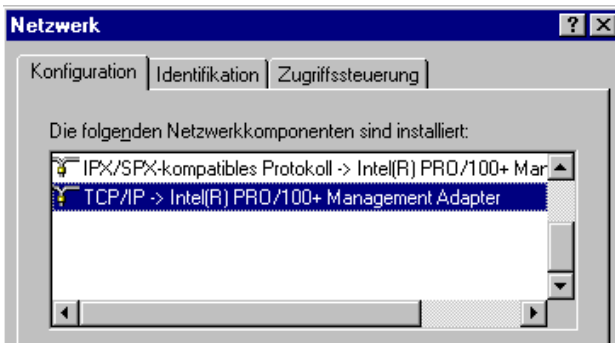 Netzwerk
Konfiguration Identifikation Zugriffssteuerung
Die folgenden Netzwerkkomponenten sind installiert:
IPX/SPX-kompatibles Protokoll -> Intel(R) PRO/100+ Mar
TCP/IP -> Intel(R) PRO/100+ Management Adapter